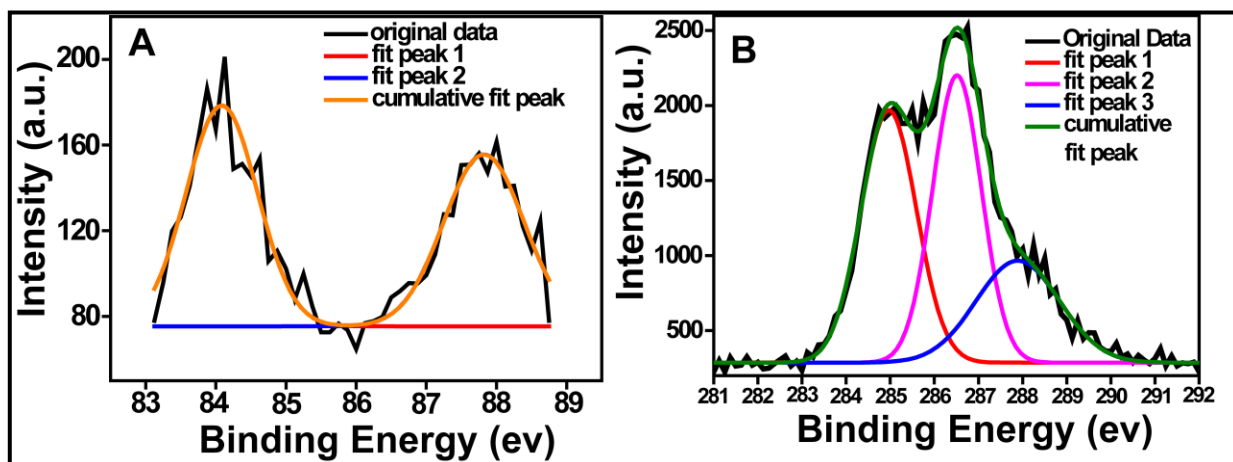 A
original data
fit peak 1
fit peak 2
cumulative fit peak
Intensity (a.u.)
200
160
120
80
83 84 85 86 87 88 89
Binding Energy (ev)
B
Original Data
fit peak 1
fit peak 2
fit peak 3
cumulative
fit peak
Intensity (a.u.)
2500
2000
1500
1000
500
281 282 283 284 285 286 287 288 289 290 291 292
Binding Energy (ev)